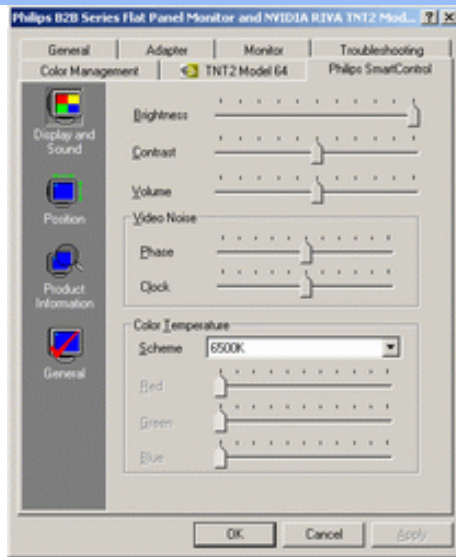 Philips B2B Series Flat Panel Monitor and NVIDIA RIVA TNT2 Mod...
General Adapter Monitor Troubleshooting
Color Management TNT2 Model 64 Philips SmartControl
Display and
Sound
Position
Product
Information
General
Brightness
Contrast
Volume
Video Noise
Phase
Clock
Color Temperature
Scheme 6500K
Red
Green
Blue
OK Cancel Apply